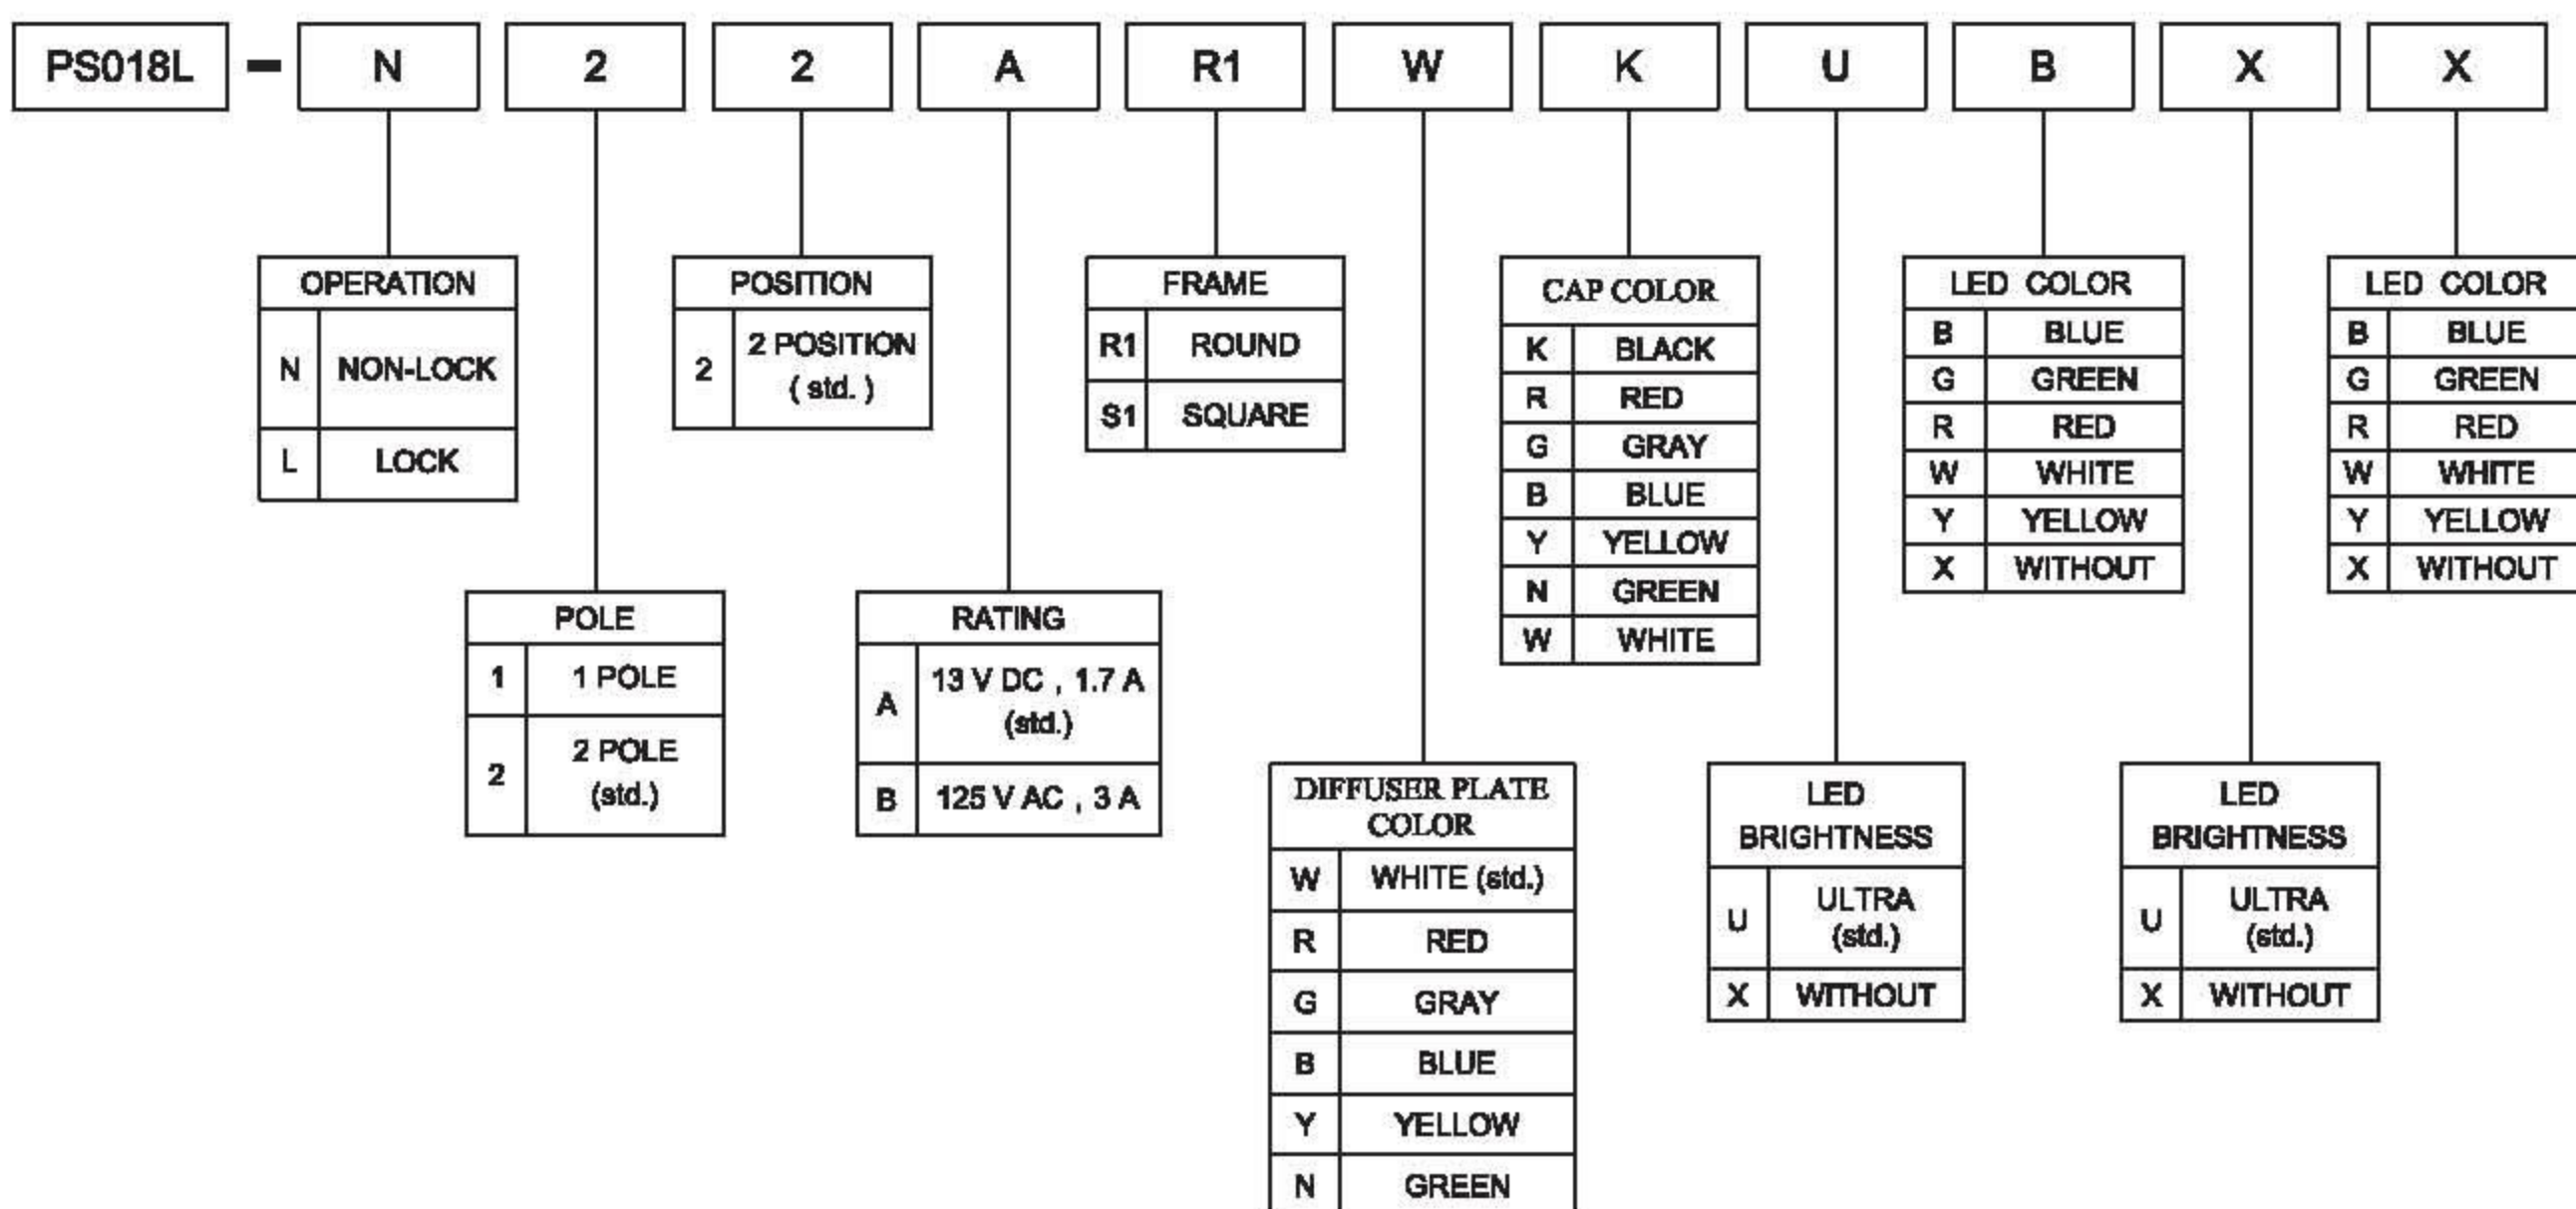 PS018L - N 2 2 A R1 W K U B X X
OPERATION
N NON-LOCK
L LOCK
POLE
1 1 POLE
2 2 POLE
(std.)
POSITION
2 2 POSITION
( std. )
RATING
A 13 V DC , 1.7 A
(std.)
B 125 V AC , 3 A
FRAME
R1 ROUND
S1 SQUARE
DIFFUSER PLATE
COLOR
W WHITE (std.)
R RED
G GRAY
B BLUE
Y YELLOW
N GREEN
CAP COLOR
K BLACK
R RED
G GRAY
B BLUE
Y YELLOW
N GREEN
W WHITE
LED
BRIGHTNESS
U ULTRA
(std.)
X WITHOUT
LED COLOR
B BLUE
G GREEN
R RED
W WHITE
Y YELLOW
X WITHOUT
LED
BRIGHTNESS
U ULTRA
(std.)
X WITHOUT
LED COLOR
B BLUE
G GREEN
R RED
W WHITE
Y YELLOW
X WITHOUT